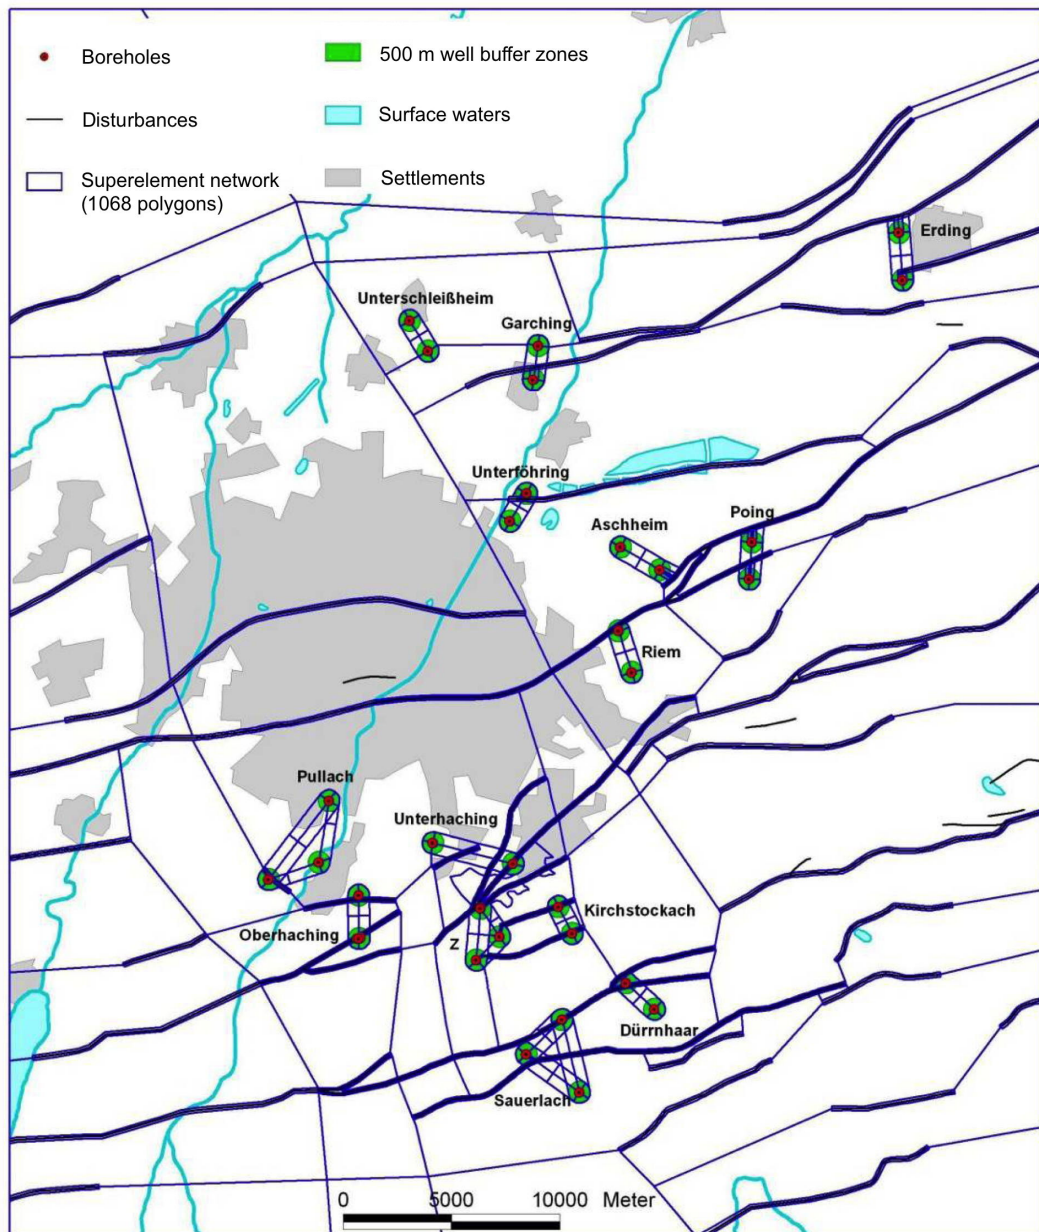 Boreholes
500 m well buffer zones
Disturbances
Surface waters
Superelement network
(1068 polygons)
Settlements
Erding
Unterschleißheim
Garching
Unterföhring
Aschheim
Poing
Riem
Pullach
Unterhaching
Kirchstockach
Oberhaching
Z
Dürrnhaar
Sauerlach
0 5000 10000 Meter